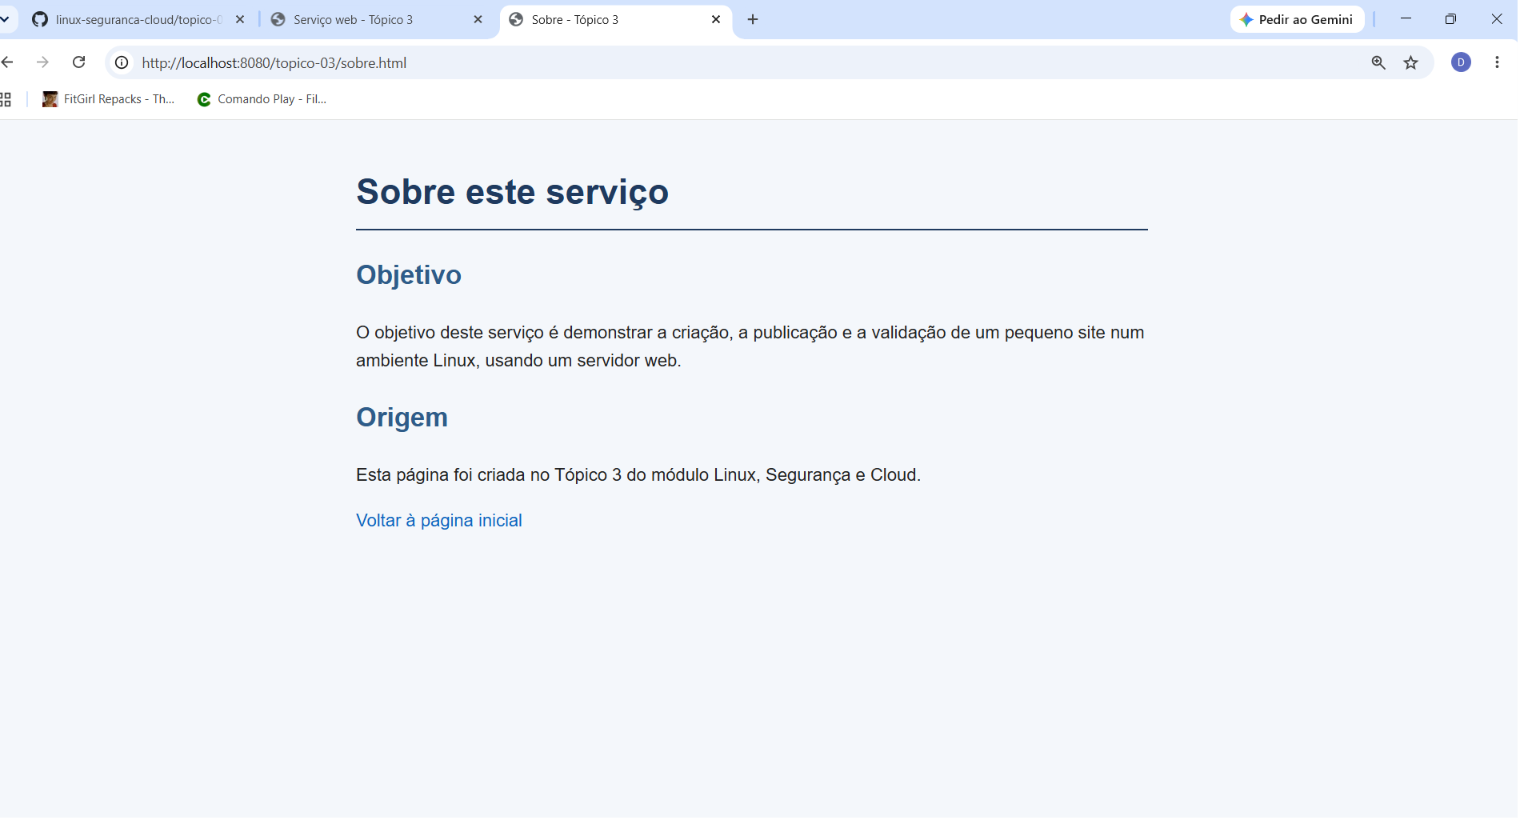 linux-seguranca-cloud/topico-0
Serviço web - Tópico 3
Sobre - Tópico 3
Pedir ao Gemini
http://localhost:8080/topico-03/sobre.html
D
FitGirl Repacks - Th...
Comando Play - Fil...
Sobre este serviço
Objetivo
O objetivo deste serviço é demonstrar a criação, a publicação e a validação de um pequeno site num
ambiente Linux, usando um servidor web.
Origem
Esta página foi criada no Tópico 3 do módulo Linux, Segurança e Cloud.
Voltar à página inicial